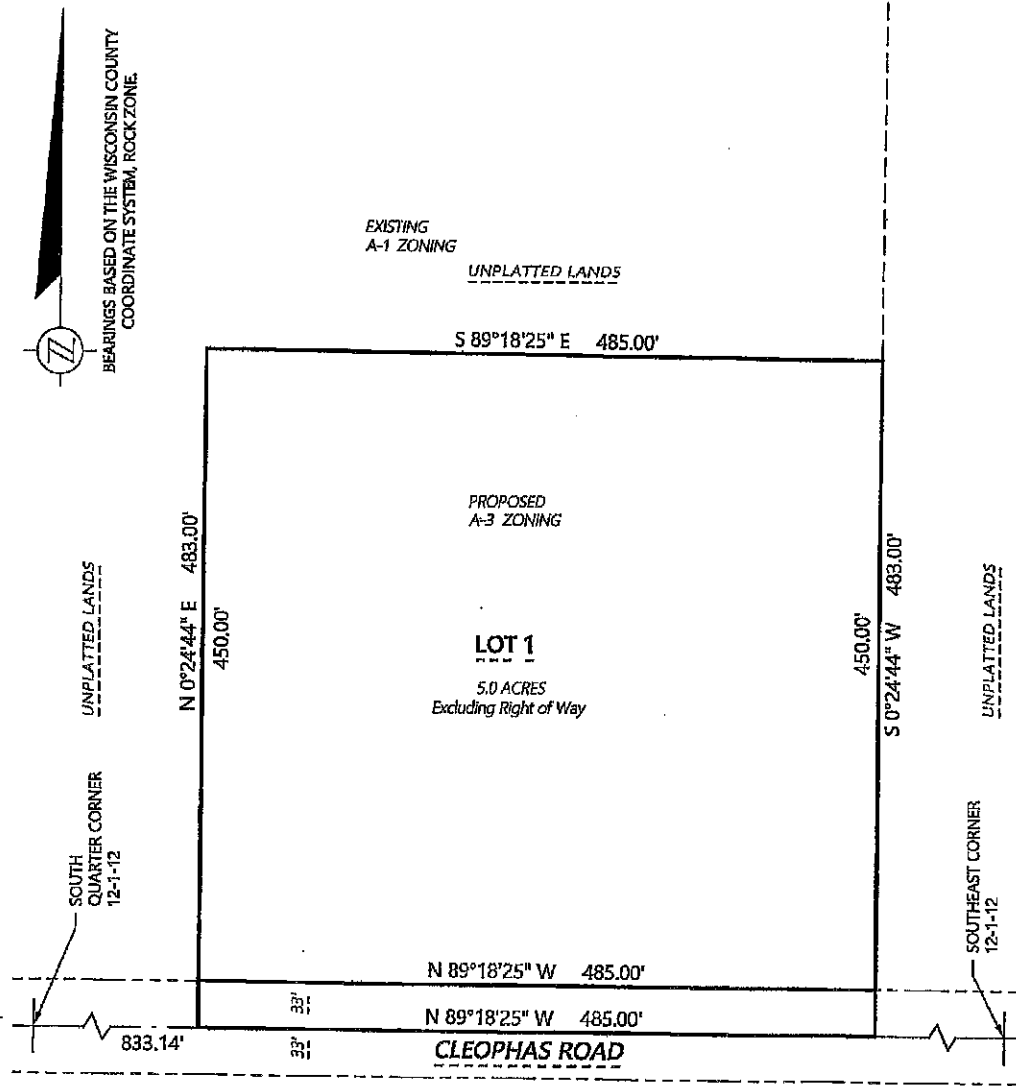 BEARINGS BASED ON THE WISCONSIN COUNTY
COORDINATE SYSTEM, ROCK ZONE.
EXISTING
A-1 ZONING
UNPLATTED LANDS
S 89°18'25" E 485.00'
PROPOSED
A-3 ZONING
UNPLATTED LANDS
N 0°24'44" E 483.00'
450.00'
LOT 1
5.0 ACRES
Excluding Right of Way
450.00'
S 0°24'44" W 483.00'
UNPLATTED LANDS
SOUTH
QUARTER CORNER
12-1-12
SOUTHEAST CORNER
12-1-12
N 89°18'25" W 485.00'
33'
N 89°18'25" W 485.00'
833.14'
33'
CLEOPHAS ROAD